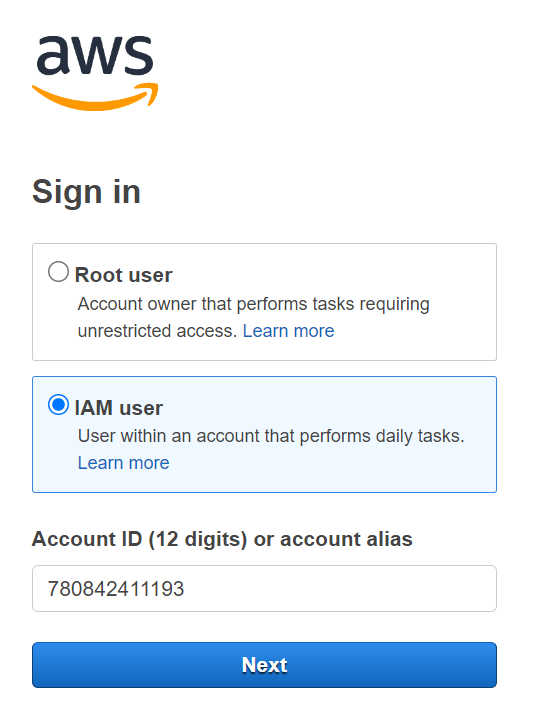 aws
Sign in
Root user
Account owner that performs tasks requiring
unrestricted access. Learn more
IAM user
User within an account that performs daily tasks.
Learn more
Account ID (12 digits) or account alias
780842411193
Next